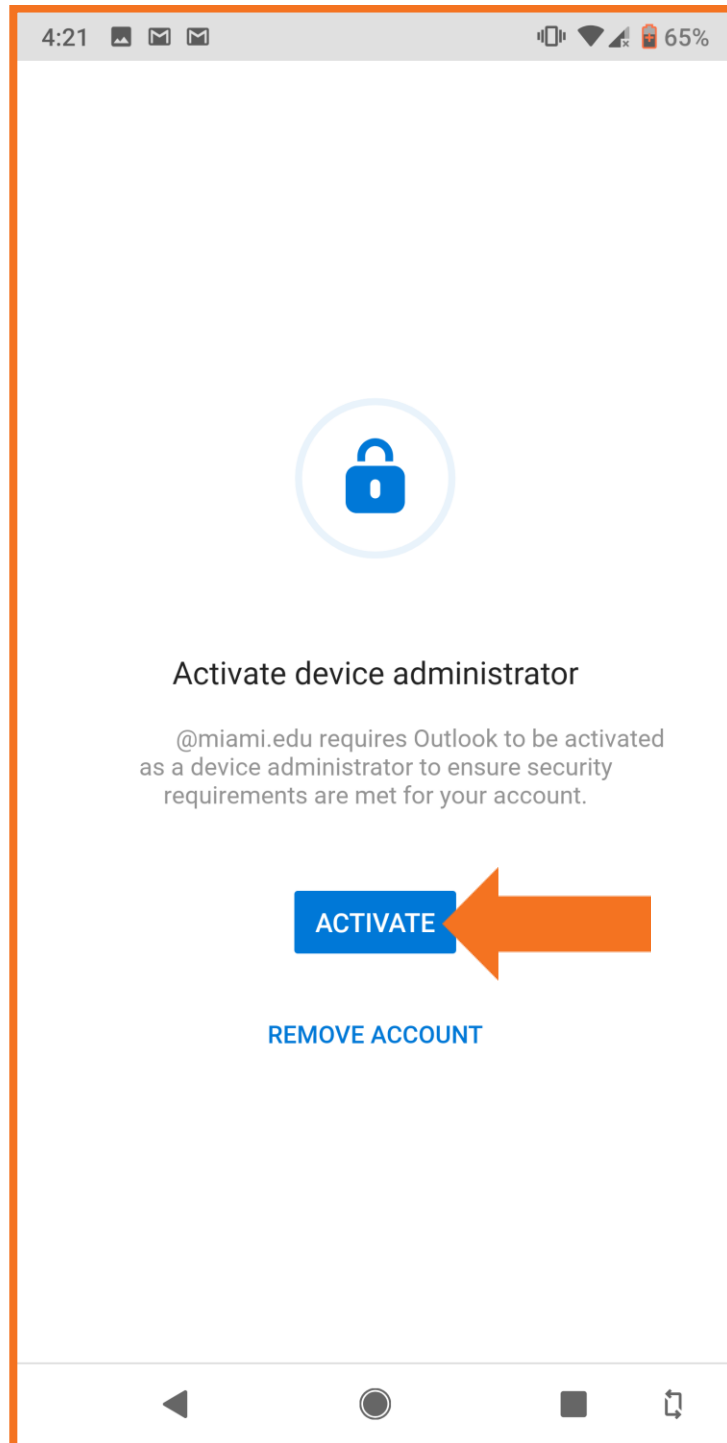 4:21 65%
Activate device administrator
@miami.edu requires Outlook to be activated
as a device administrator to ensure security
requirements are met for your account.
ACTIVATE
REMOVE ACCOUNT